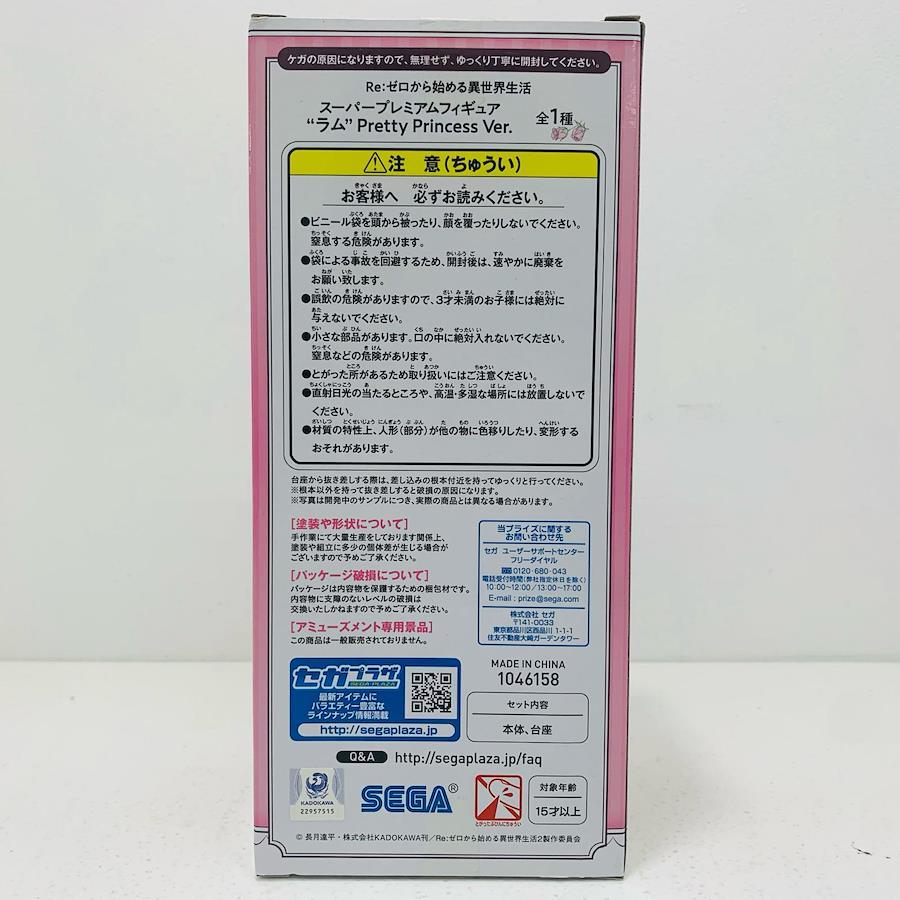 ケガの原因になりますので、無理せず、ゆっくり丁寧に開封してください。
Re:ゼロから始める異世界生活
スーパープレミアムフィギュア
“ラム” Pretty Princess Ver.
全1種
注 意(ちゅうい)
お客様へ 必ずお読みください。
●ビニール袋を頭から被ったり、顔を覆ったりしないでください。
窒息する危険があります。
●袋による事故を回避するため、開封後は、速やかに廃棄を
お願い致します。
●誤飲の危険がありますので、3才未満のお子様には絶対に
与えないでください。
●小さな部品があります。口の中に絶対入れないでください。
窒息などの危険があります。
●とがった所があるため取り扱いにはご注意ください。
●直射日光の当たるところや、高温・多湿な場所には放置しないで
ください。
●材質の特性上、人形(部分)が他の物に色移りしたり、変形する
おそれがあります。
台座から抜き差しする際は、差し込みの根本付近を持ってゆっくりと行ってください。
※根本以外を持って抜き差しすると破損の原因になります。
※写真は開発中のサンプルにつき、実際の商品とは異なる場合があります。
[塗装や形状について]
手作業にて大量生産をしております関係上、
塗装や組立に多少の個体差が生じる場合が
ございますので予めご了承ください。
[パッケージ破損について]
パッケージは内容物を保護するための梱包材です。
内容物に支障のないレベルの破損は
交換いたしかねますので予めご了承ください。
[アミューズメント専用景品]
この商品は一般販売されておりません。
当プライズに関する
お問い合わせ先
セガ ユーザーサポートセンター
フリーダイヤル
0120-680-043
電話受付時間(弊社指定休日を除く)
10:00～12:00/13:00～17:00
E-mail : prize@sega.com
株式会社 セガ
〒141-0033
東京都品川区西品川 1-1-1
住友不動産大崎ガーデンタワー
セガプラザ
SEGA PLAZA
最新アイテムに
バラエティー豊富な
ラインナップ情報満載
http://segaplaza.jp
MADE IN CHINA
1046158
セット内容
本体、台座
Q&A http://segaplaza.jp/faq
KADOKAWA
22957515
SEGA®
とがったぶひんにちゅうい
対象年齢
15才以上
© 長月達平・株式会社KADOKAWA刊/Re:ゼロから始める異世界生活2製作委員会